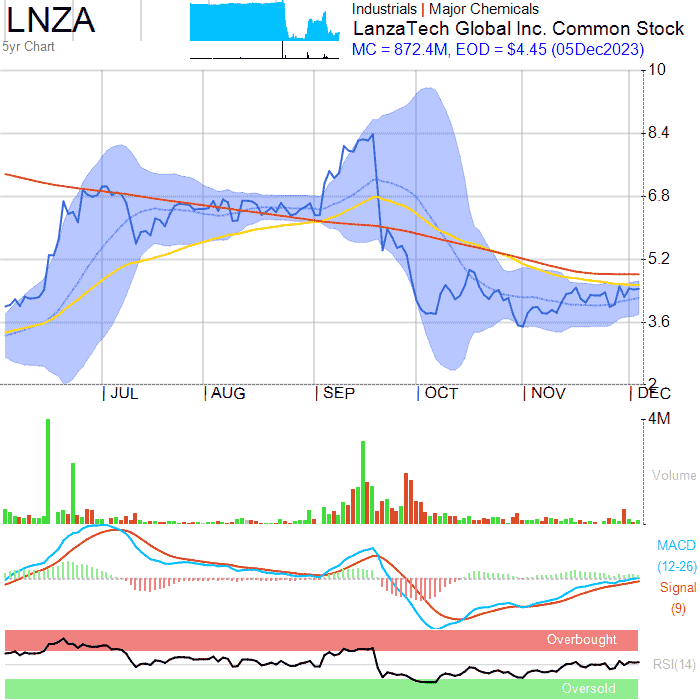 LNZA
5yr Chart
Industrials | Major Chemicals
LanzaTech Global Inc. Common Stock
MC = 872.4M, EOD = $4.45 (05Dec2023)
10
8.4
6.8
5.2
3.6
2
JUL AUG SEP OCT NOV DEC
4M
Volume
MACD
(12-26)
Signal
(9)
Overbought
RSI(14)
Oversold